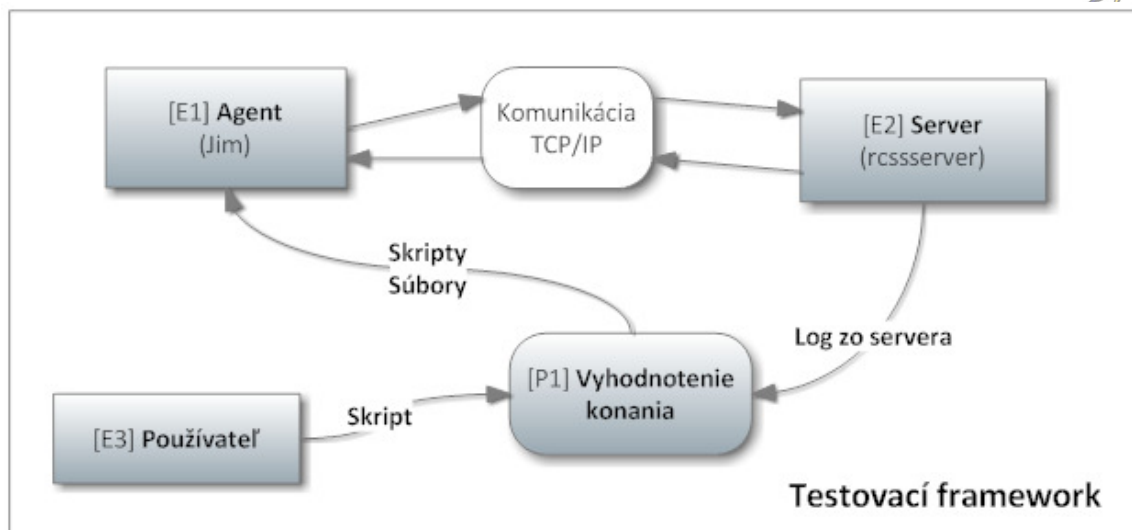 [E1] Agent
(Jim)
Komunikácia
TCP/IP
[E2] Server
(rcssserver)
Skripty
Súbory
Log zo servera
[P1] Vyhodnotenie
konania
[E3] Používateľ
Skript
Testovací framework